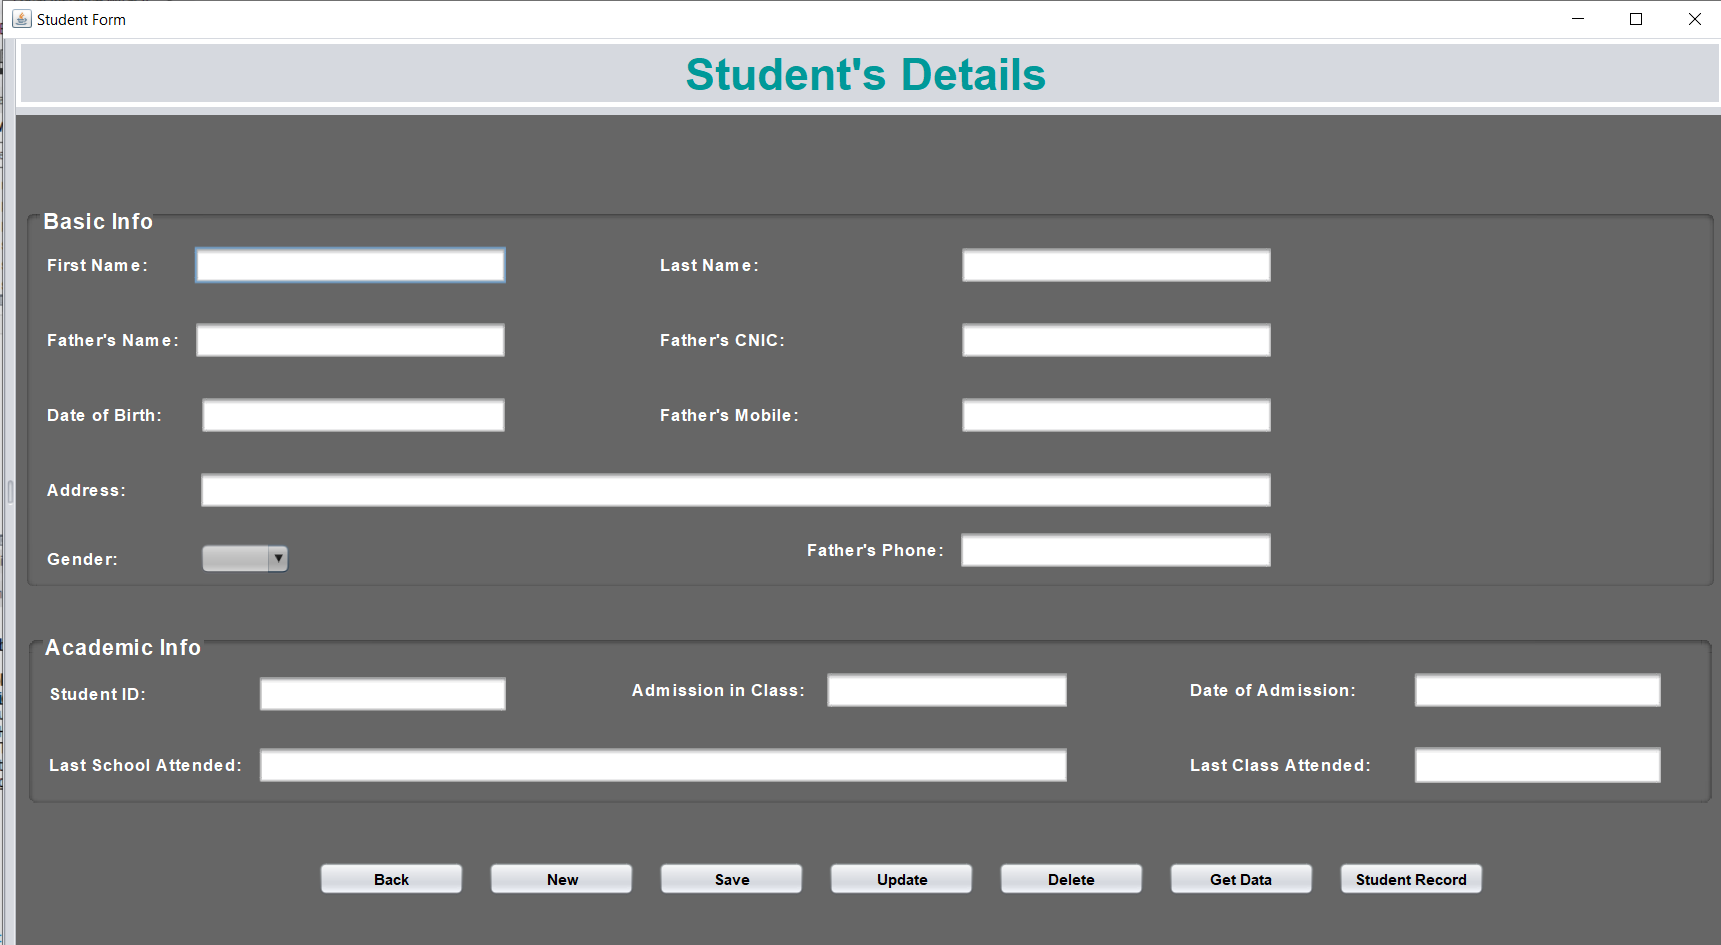 Student Form
Student's Details
Basic Info
First Name:
Last Name:
Father's Name:
Father's CNIC:
Date of Birth:
Father's Mobile:
Address:
Gender:
Father's Phone:
Academic Info
Student ID:
Admission in Class:
Date of Admission:
Last School Attended:
Last Class Attended:
Back
New
Save
Update
Delete
Get Data
Student Record